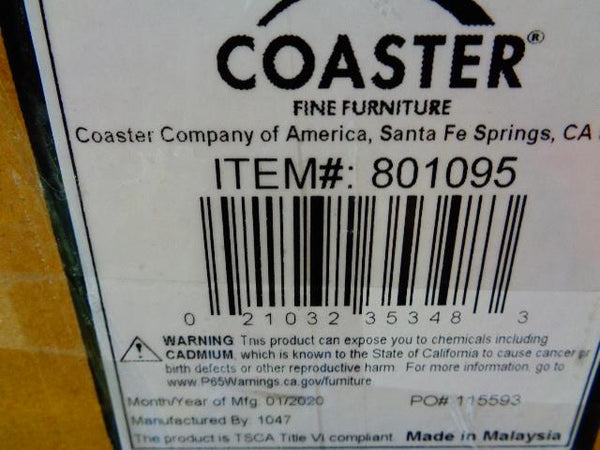 COASTER®
FINE FURNITURE
Coaster Company of America, Santa Fe Springs, CA
ITEM#: 801095
0 21032 35348 3
WARNING This product can expose you to chemicals including
CADMIUM, which is known to the State of California to cause cancer or
birth defects or other reproductive harm. For more information, go to
www.P65Warnings.ca.gov/furniture
Month/Year of Mfg. 01/2020 PO# 115593
Manufactured By: 1047
The product is TSCA Title VI compliant Made in Malaysia